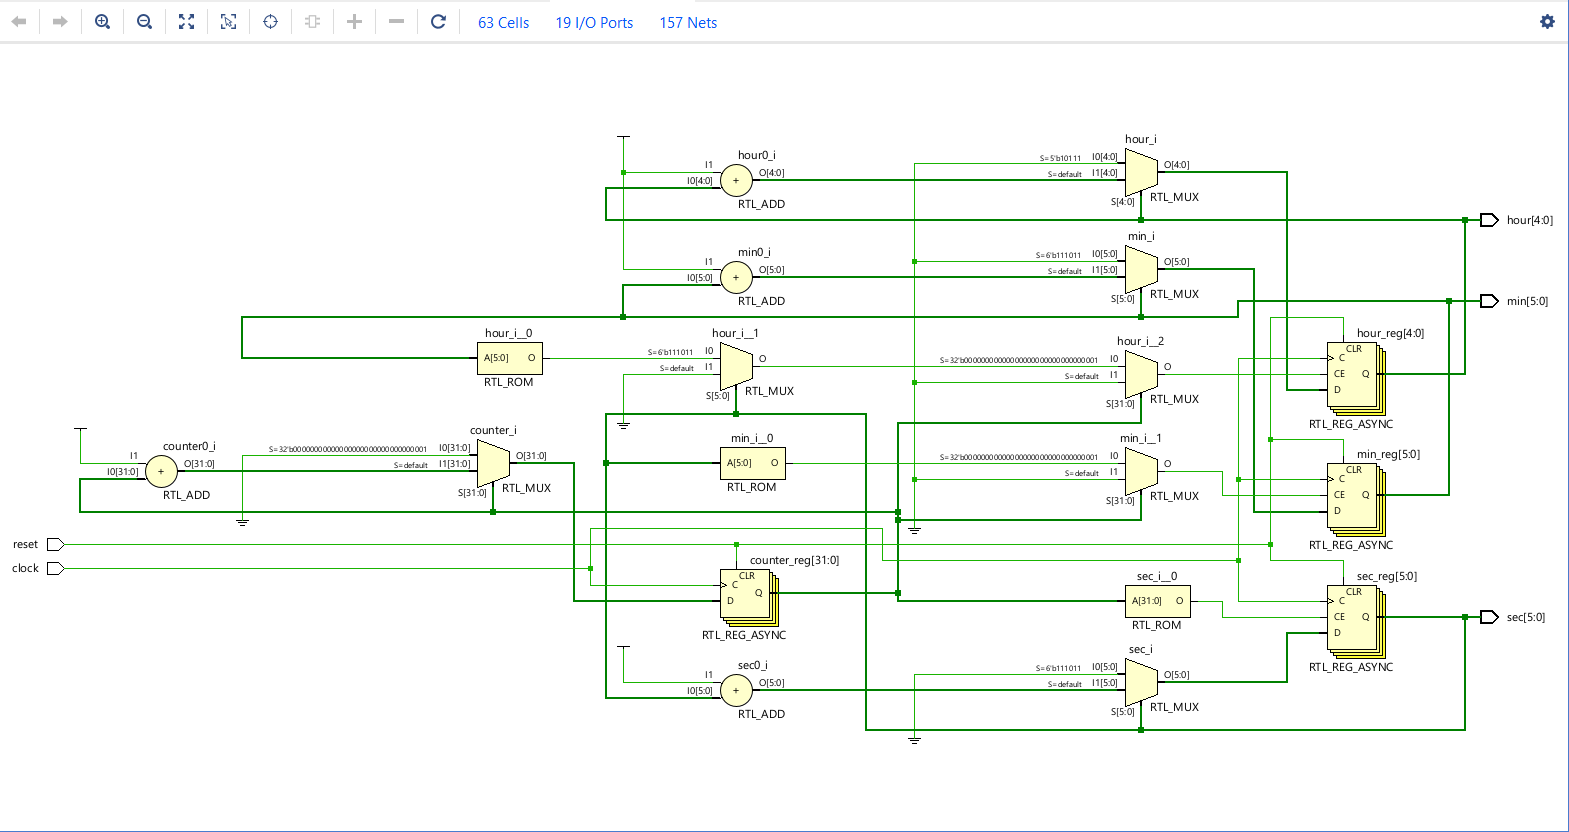 63 Cells 19 I/O Ports 157 Nets
hour_i
hour0_i
S=5'b10111 I0[4:0]
I1 O[4:0] S=default I1[4:0] O[4:0]
I0[4:0] +
RTL_ADD S[4:0] RTL_MUX
hour[4:0]
min_i
min0_i
S=6'b111011 I0[5:0]
I1 O[5:0] S=default I1[5:0] O[5:0]
I0[5:0] +
RTL_ADD S[5:0] RTL_MUX
min[5:0]
hour_i__0 hour_i__1 hour_i__2 hour_reg[4:0]
A[5:0] O S=6'b111011 I0 O S=32'b00000000000000000000000000000001 I0 CLR
RTL_ROM S=default I1 S=default I1 O C
S[5:0] RTL_MUX S[31:0] RTL_MUX CE Q
D
RTL_REG_ASYNC
counter_i min_i__0 min_i__1 min_reg[5:0]
counter0_i S=32'b00000000000000000000000000000001 I0[31:0]
I1 O[31:0] S=default I1[31:0] O[31:0]
I0[31:0] +
RTL_ADD S[31:0] RTL_MUX
A[5:0] O S=32'b00000000000000000000000000000001 I0 O
RTL_ROM S=default I1
S[31:0] RTL_MUX
CLR
C
CE Q
D
RTL_REG_ASYNC
reset
clock
counter_reg[31:0]
CLR
C
D Q
RTL_REG_ASYNC
sec_i__0 sec_reg[5:0]
A[31:0] O
RTL_ROM
CLR
C
CE Q
D
RTL_REG_ASYNC
sec[5:0]
sec0_i sec_i
I1 O[5:0] S=6'b111011 I0[5:0]
I0[5:0] + S=default I1[5:0] O[5:0]
RTL_ADD S[5:0] RTL_MUX